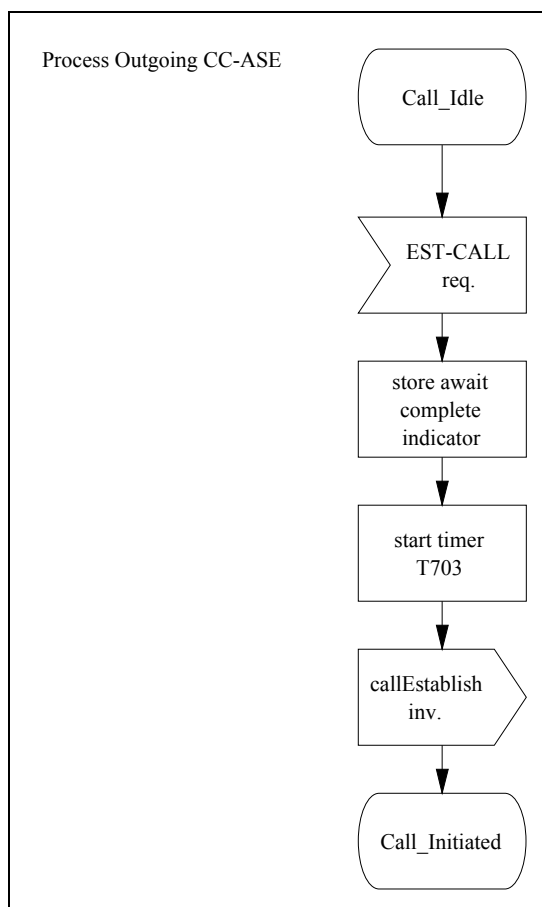 Process Outgoing CC-ASE
Call_Idle
EST-CALL
req.
store await
complete
indicator
start timer
T703
callEstablish
inv.
Call_Initiated